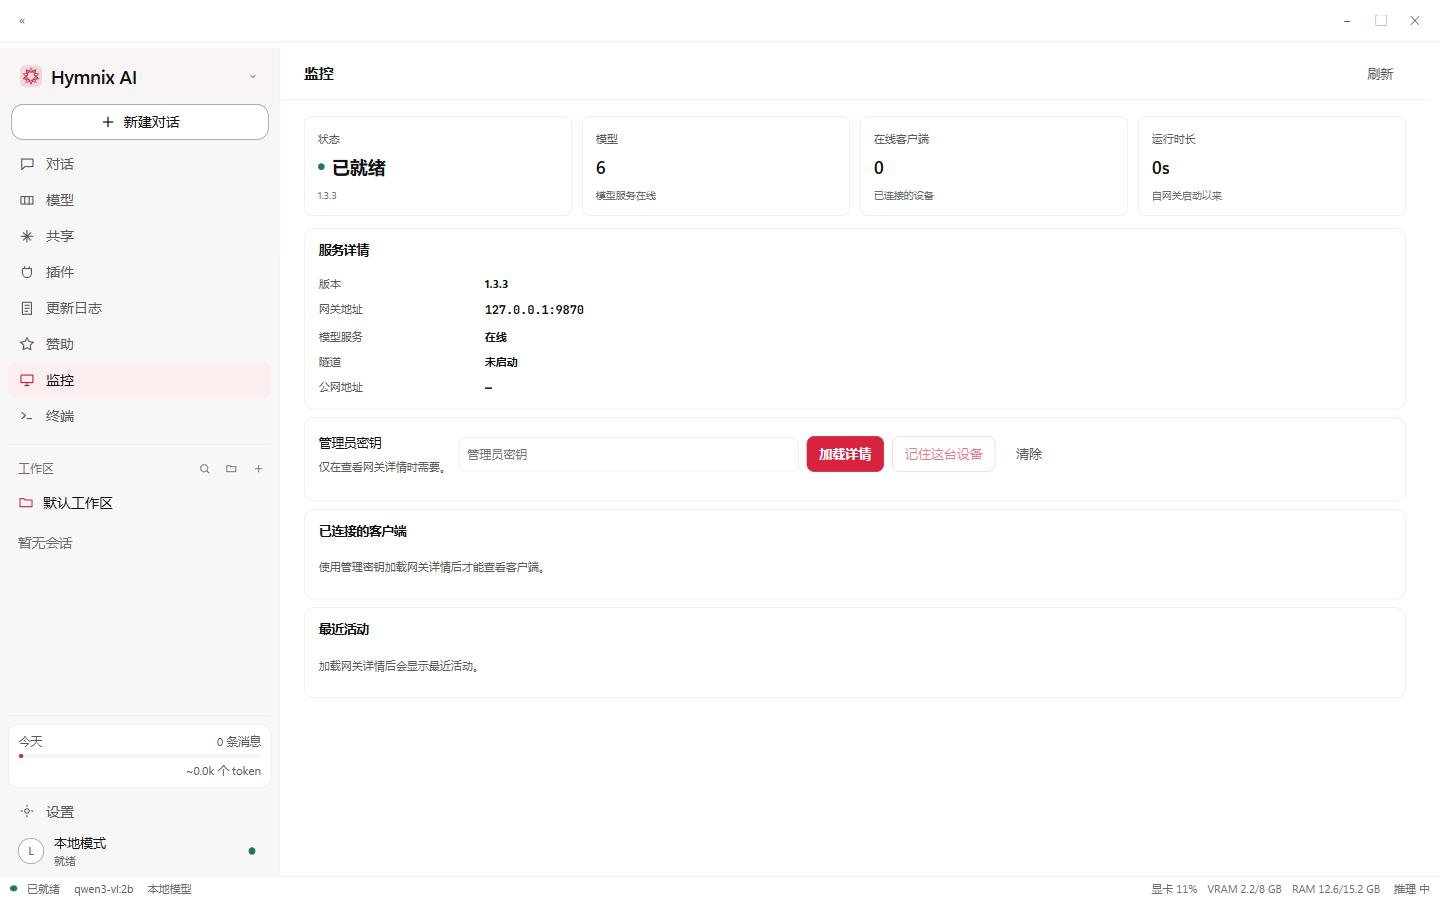 «
Hymnix AI
新建对话
对话
模型
共享
插件
更新日志
赞助
监控
终端
工作区
默认工作区
暂无会话
今天
0 条消息
~0.0k 个 token
设置
L
本地模式
就绪
监控
刷新
状态
已就绪
1.3.3
模型
6
模型服务在线
在线客户端
0
已连接的设备
运行时长
0s
自网关启动以来
服务详情
版本 1.3.3
网关地址 127.0.0.1:9870
模型服务 在线
隧道 未启动
公网地址 —
管理员密钥
仅在查看网关详情时需要。
管理员密钥
加载详情
记住这台设备
清除
已连接的客户端
使用管理密钥加载网关详情后才能查看客户端。
最近活动
加载网关详情后会显示最近活动。
已就绪 qwen3-vl:2b 本地模型
显卡 11% VRAM 2.2/8 GB RAM 12.6/15.2 GB 推理 中